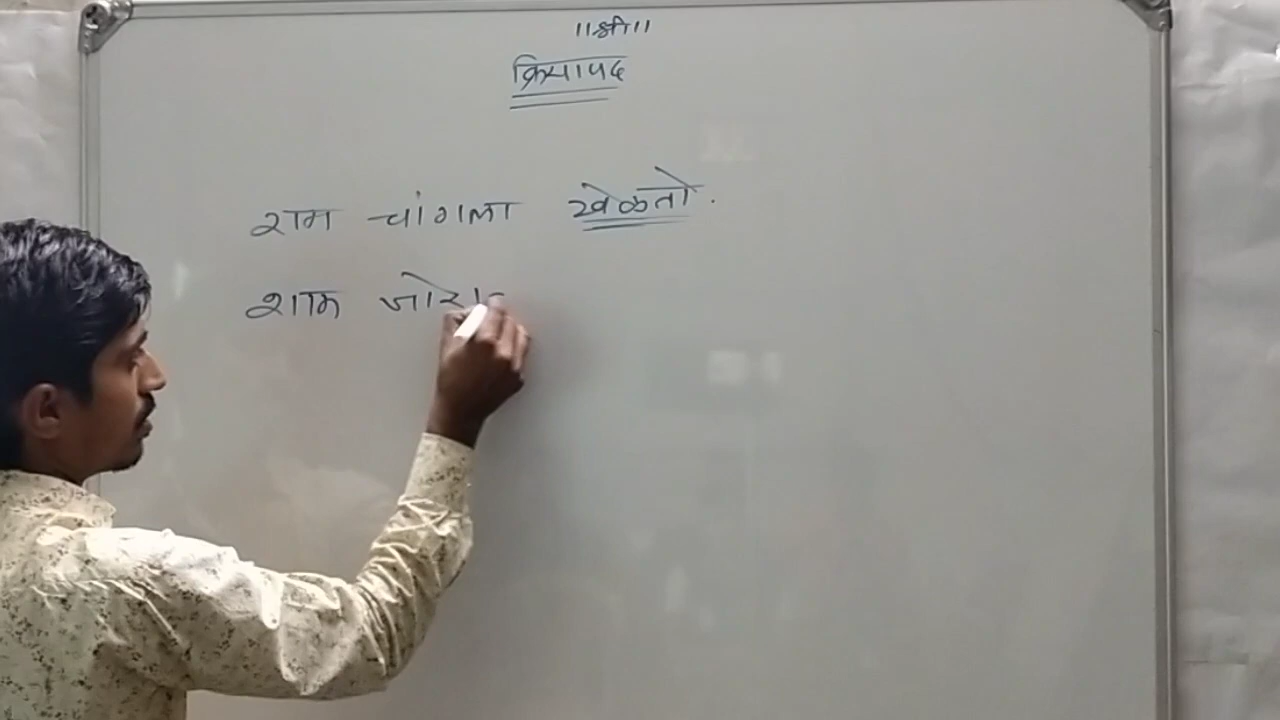 ॥श्री॥
क्रियापद
राम चांगला खेळतो.
शाम जोरा